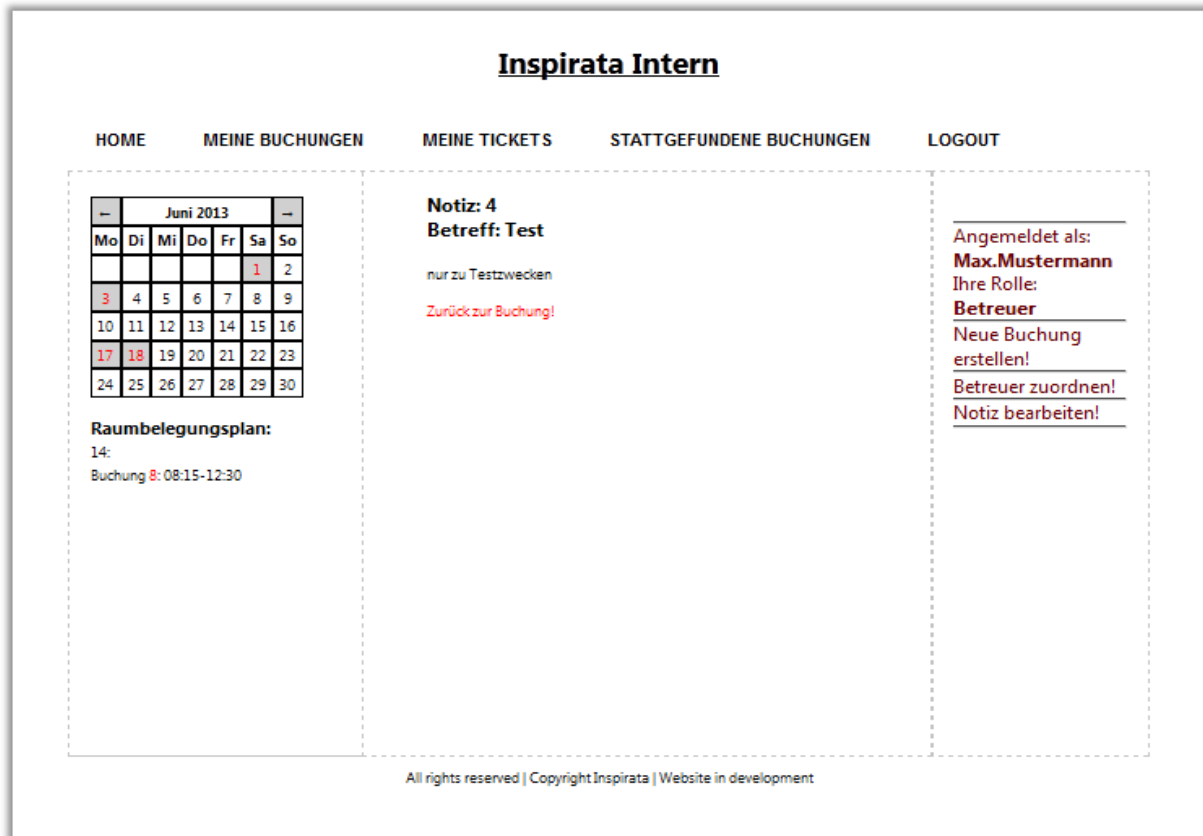 Inspirata Intern
HOME MEINE BUCHUNGEN MEINE TICKETS STATTGEFUNDENE BUCHUNGEN LOGOUT
← Juni 2013 →
Mo Di Mi Do Fr Sa So
1 2
3 4 5 6 7 8 9
10 11 12 13 14 15 16
17 18 19 20 21 22 23
24 25 26 27 28 29 30
Raumbelegungsplan:
14:
Buchung 8: 08:15-12:30
Notiz: 4
Betreff: Test
nur zu Testzwecken
Zurück zur Buchung!
Angemeldet als:
Max.Mustermann
Ihre Rolle:
Betreuer
Neue Buchung
erstellen!
Betreuer zuordnen!
Notiz bearbeiten!
All rights reserved | Copyright Inspirata | Website in development